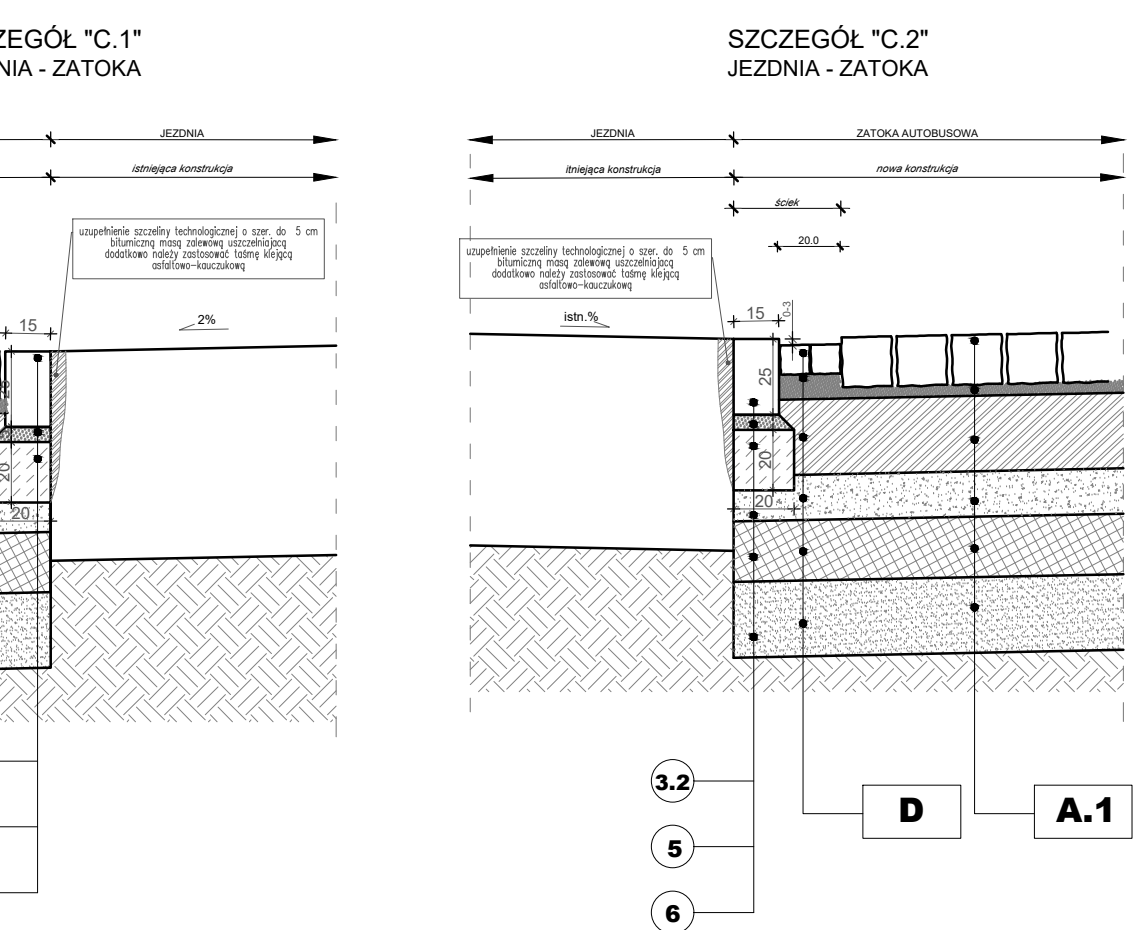 ZEGÓŁ "C.1"
NIA - ZATOKA
JEZDNIA
istniejąca konstrukcja
uzupełnienie szczeliny technologicznej o szer. do 5 cm
bitumiczną masą zalewową uszczelniajacą
dodatkowo należy zastosować taśmę klejącą
asfaltowo-kauczukową
15
2%
25
20
20
SZCZEGÓŁ "C.2"
JEZDNIA - ZATOKA
JEZDNIA
ZATOKA AUTOBUSOWA
itniejąca konstrukcja
nowa konstrukcja
ściek
20.0
uzupełnienie szczeliny technologicznej o szer. do 5 cm
bitumiczną masą zalewową uszczelniajacą
dodatkowo należy zastosować taśmę klejącą
asfaltowo-kauczukową
istn.%
15
0-3
25
20
20
3.2
5
6
D
A.1